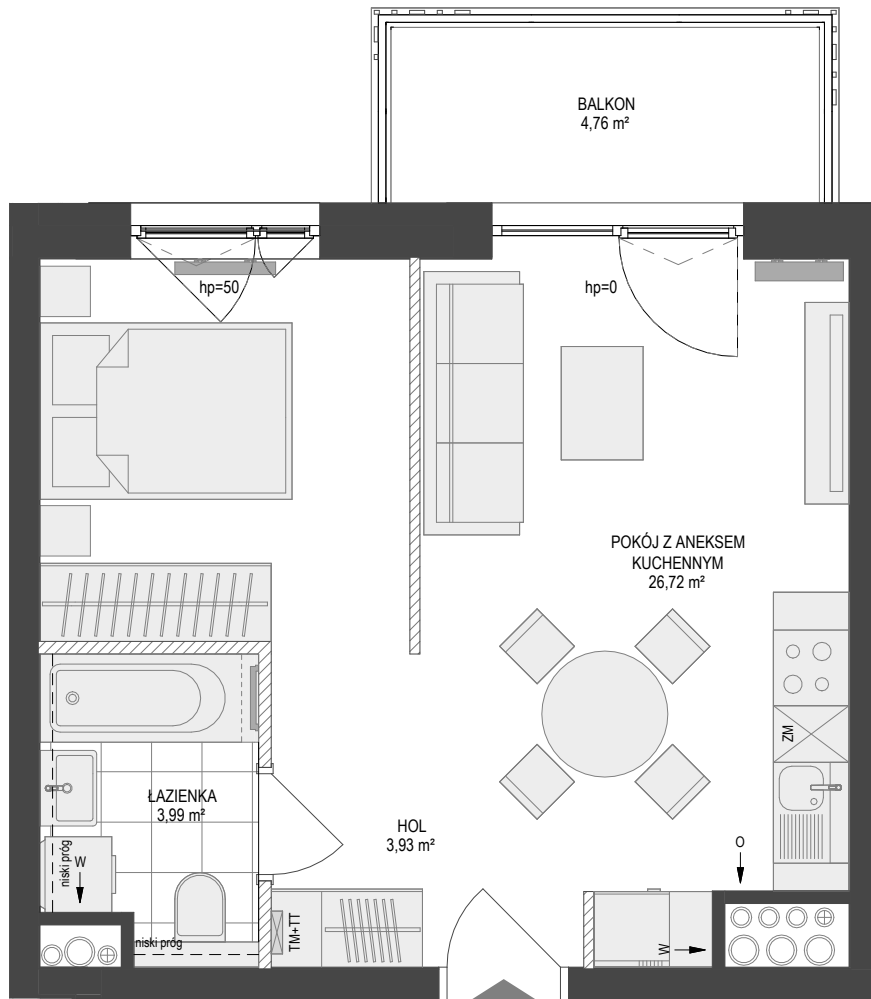 BALKON
4,76 m²
hp=50
hp=0
POKÓJ Z ANEKSEM
KUCHENNYM
26,72 m²
ZM
ŁAZIENKA
3,99 m²
HOL
3,93 m²
O
niski próg
W
TM+TT
niski próg
W